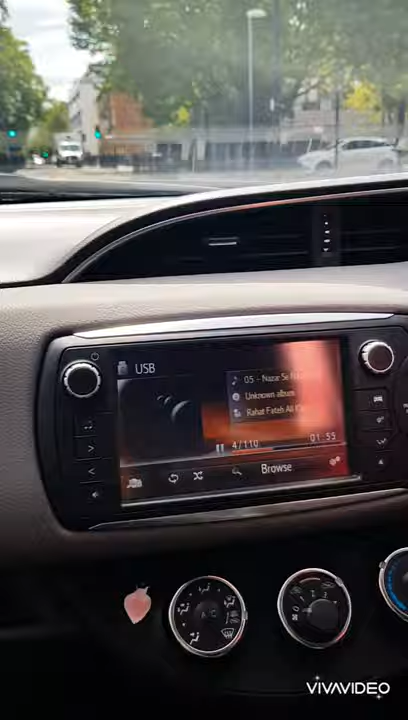 USB
05 - Nazar Se
Unknown album
Rahat Fateh Ali
4/110
01:55
Browse
A/C
VIVAVIDEO